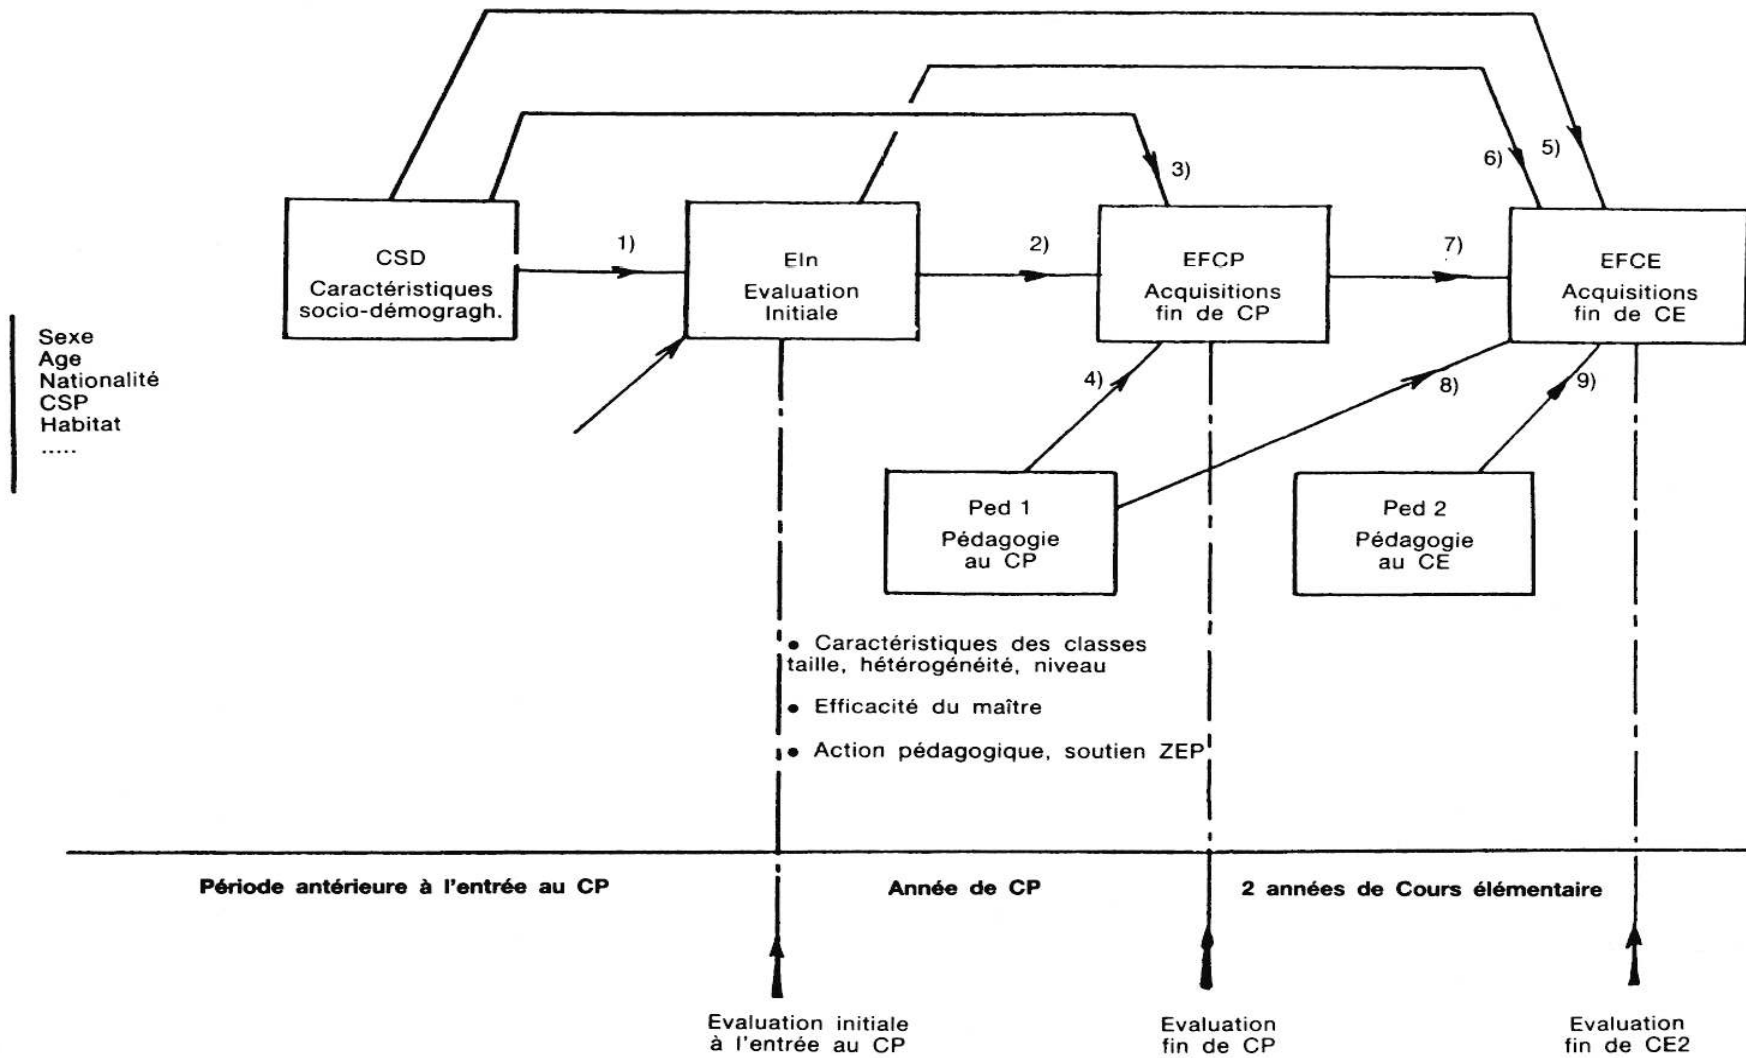 5)
6)
3)
CSD
Caractéristiques
socio-démogragh.
1)
EIn
Evaluation
Initiale
2)
EFCP
Acquisitions
fin de CP
7)
EFCE
Acquisitions
fin de CE
Sexe
Age
Nationalité
CSP
Habitat
.....
4)
8)
9)
Ped 1
Pédagogie
au CP
Ped 2
Pédagogie
au CE
• Caractéristiques des classes
taille, hétérogénéité, niveau
• Efficacité du maître
• Action pédagogique, soutien ZEP
Période antérieure à l'entrée au CP
Année de CP
2 années de Cours élémentaire
Evaluation initiale
à l'entrée au CP
Evaluation
fin de CP
Evaluation
fin de CE2